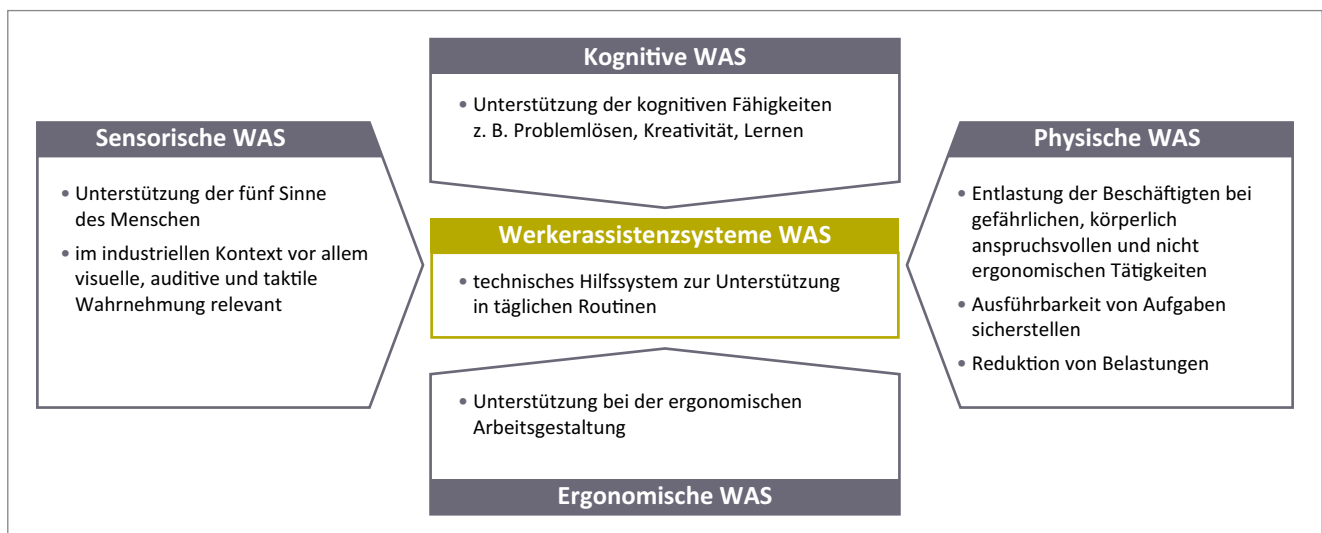 Kognitive WAS
• Unterstützung der kognitiven Fähigkeiten
z. B. Problemlösen, Kreativität, Lernen
Sensorische WAS
• Unterstützung der fünf Sinne
des Menschen
• im industriellen Kontext vor allem
visuelle, auditive und taktile
Wahrnehmung relevant
Werkerassistenzsysteme WAS
• technisches Hilfssystem zur Unterstützung
in täglichen Routinen
Physische WAS
• Entlastung der Beschäftigten bei
gefährlichen, körperlich
anspruchsvollen und nicht
ergonomischen Tätigkeiten
• Ausführbarkeit von Aufgaben
sicherstellen
• Reduktion von Belastungen
• Unterstützung bei der ergonomischen
Arbeitsgestaltung
Ergonomische WAS